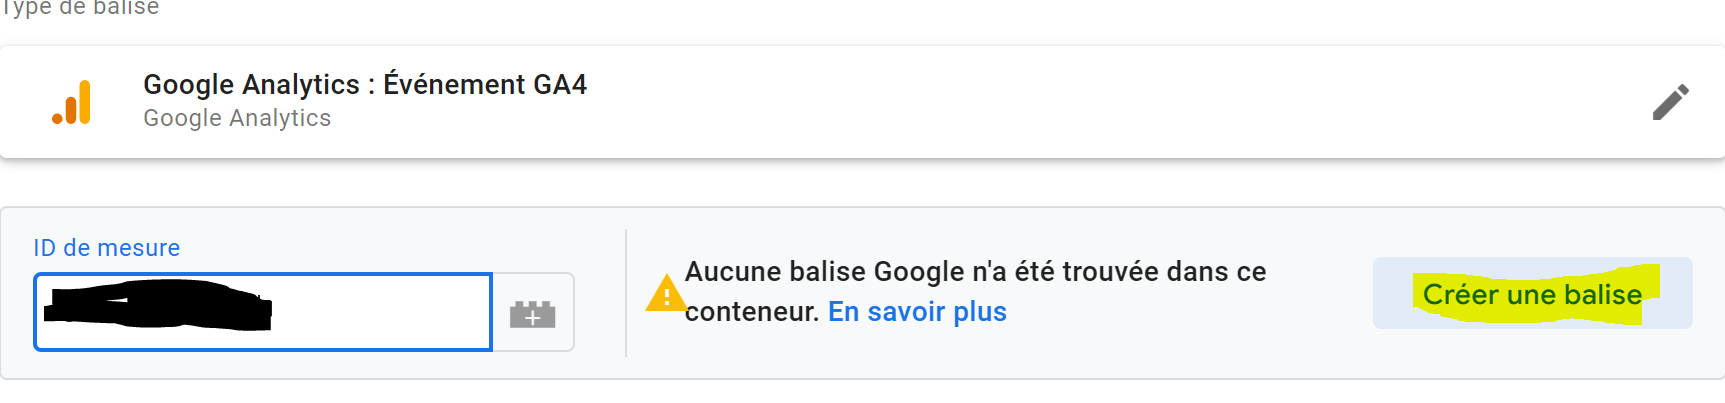 Type de balise
Google Analytics : Événement GA4
Google Analytics
ID de mesure
Aucune balise Google n'a été trouvée dans ce
conteneur. En savoir plus
Créer une balise